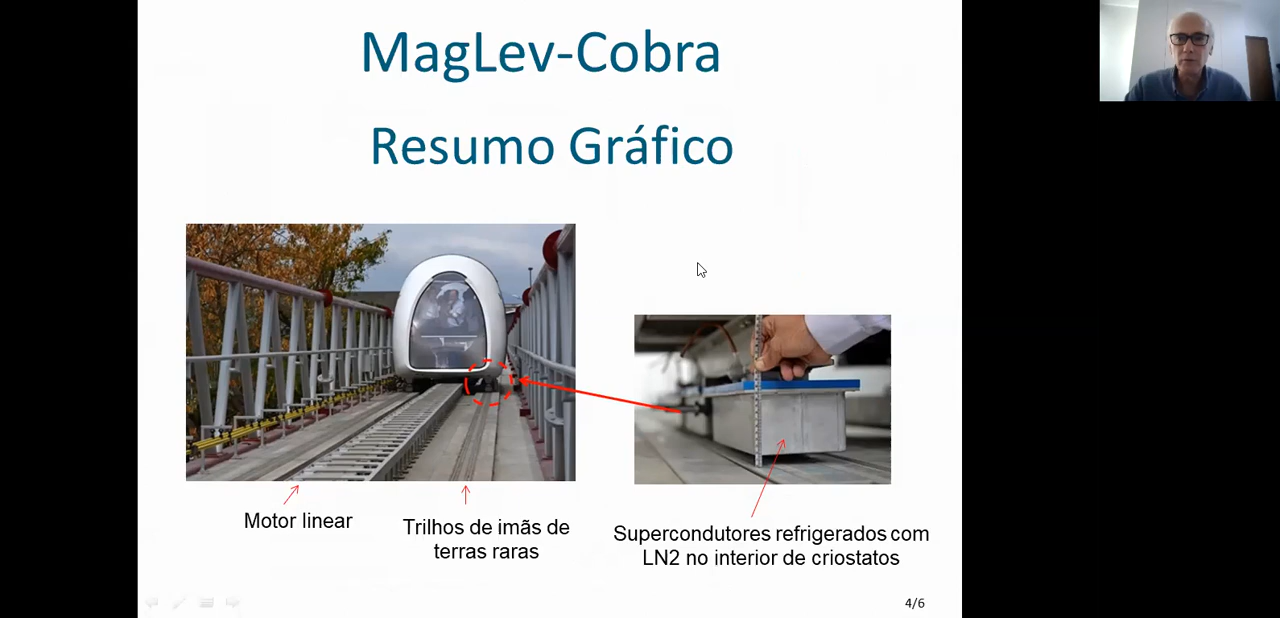 MagLev-Cobra
Resumo Gráfico
Motor linear
Trilhos de imãs de
terras raras
Supercondutores refrigerados com
LN2 no interior de criostatos
4/6